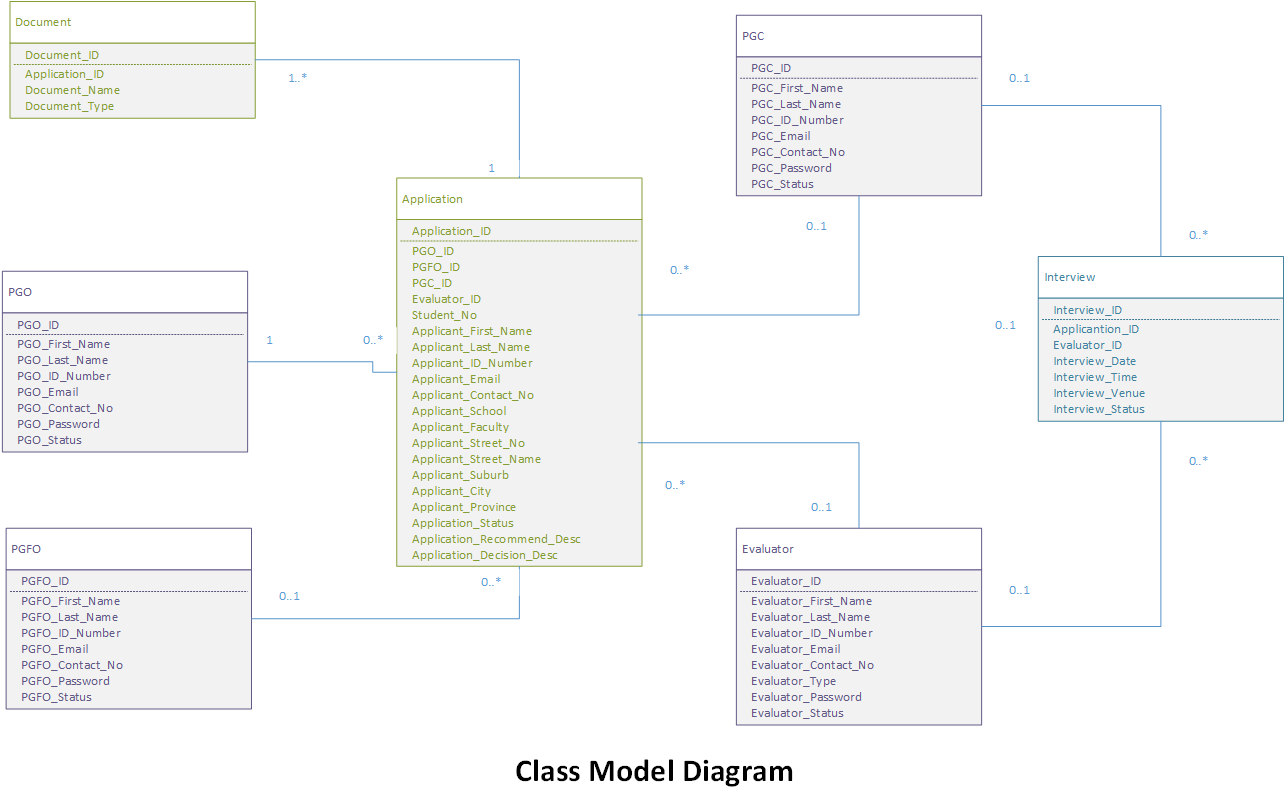 Document
Document_ID
Application_ID
Document_Name
Document_Type
1..*
1
PGC
PGC_ID
PGC_First_Name
PGC_Last_Name
PGC_ID_Number
PGC_Email
PGC_Contact_No
PGC_Password
PGC_Status
0..1
0..*
0..1
0..*
Application
Application_ID
PGO_ID
PGFO_ID
PGC_ID
Evaluator_ID
Student_No
Applicant_First_Name
Applicant_Last_Name
Applicant_ID_Number
Applicant_Email
Applicant_Contact_No
Applicant_School
Applicant_Faculty
Applicant_Street_No
Applicant_Street_Name
Applicant_Suburb
Applicant_City
Applicant_Province
Application_Status
Application_Recommend_Desc
Application_Decision_Desc
Interview
Interview_ID
Applicantion_ID
Evaluator_ID
Interview_Date
Interview_Time
Interview_Venue
Interview_Status
0..1
0..*
PGO
PGO_ID
PGO_First_Name
PGO_Last_Name
PGO_ID_Number
PGO_Email
PGO_Contact_No
PGO_Password
PGO_Status
1
0..*
PGFO
PGFO_ID
PGFO_First_Name
PGFO_Last_Name
PGFO_ID_Number
PGFO_Email
PGFO_Contact_No
PGFO_Password
PGFO_Status
0..1
0..*
0..*
0..1
Evaluator
Evaluator_ID
Evaluator_First_Name
Evaluator_Last_Name
Evaluator_ID_Number
Evaluator_Email
Evaluator_Contact_No
Evaluator_Type
Evaluator_Password
Evaluator_Status
0..1
Class Model Diagram